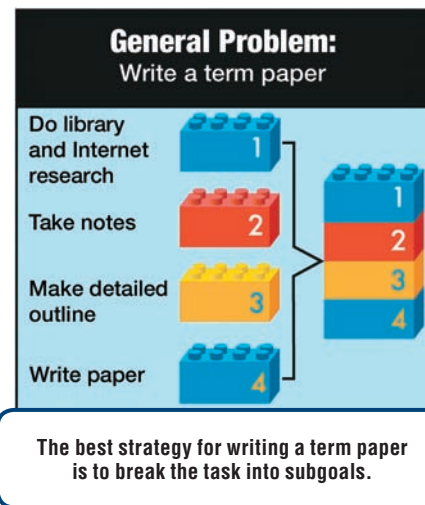 General Problem:
Write a term paper
Do library
and Internet
research
1
Take notes
2
Make detailed
outline
3
Write paper
4
1
2
3
4
The best strategy for writing a term paper
is to break the task into subgoals.